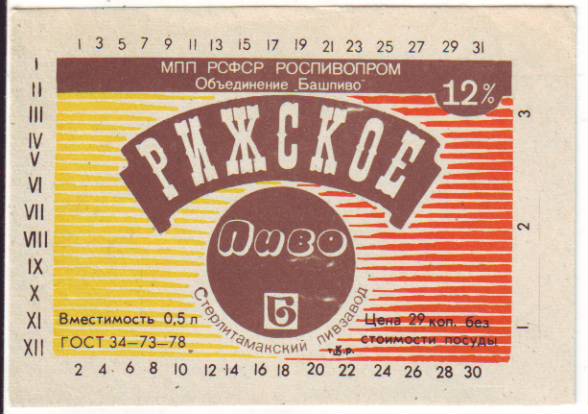 1 3 5 7 9 11 13 15 17 19 21 23 25 27 29 31
I
II
III
IV
V
VI
VII
VIII
IX
X
XI
XII
МПП РСФСР РОСПИВОПРОМ
Объединение „Башпиво"
12%
РИЖСКОЕ
Пиво
Б
Стерлитамакский пивзавод
Вместимость 0,5 л
ГОСТ 34—73—78
Цена 29 коп. без
стоимости посуды
3
2
1
2 4 6 8 10 12 14 16 18 20 22 24 26 28 30